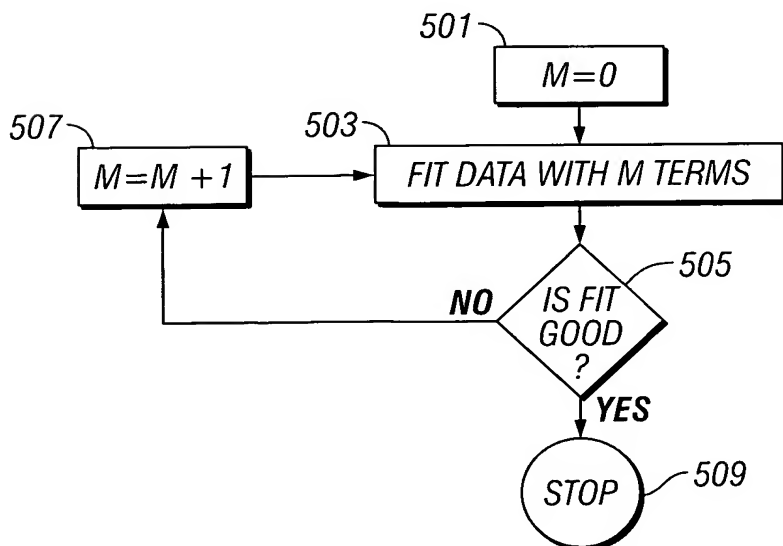 501
M=0
507
503
M=M +1
FIT DATA WITH M TERMS
505
NO
IS FIT
GOOD
?
YES
STOP
509